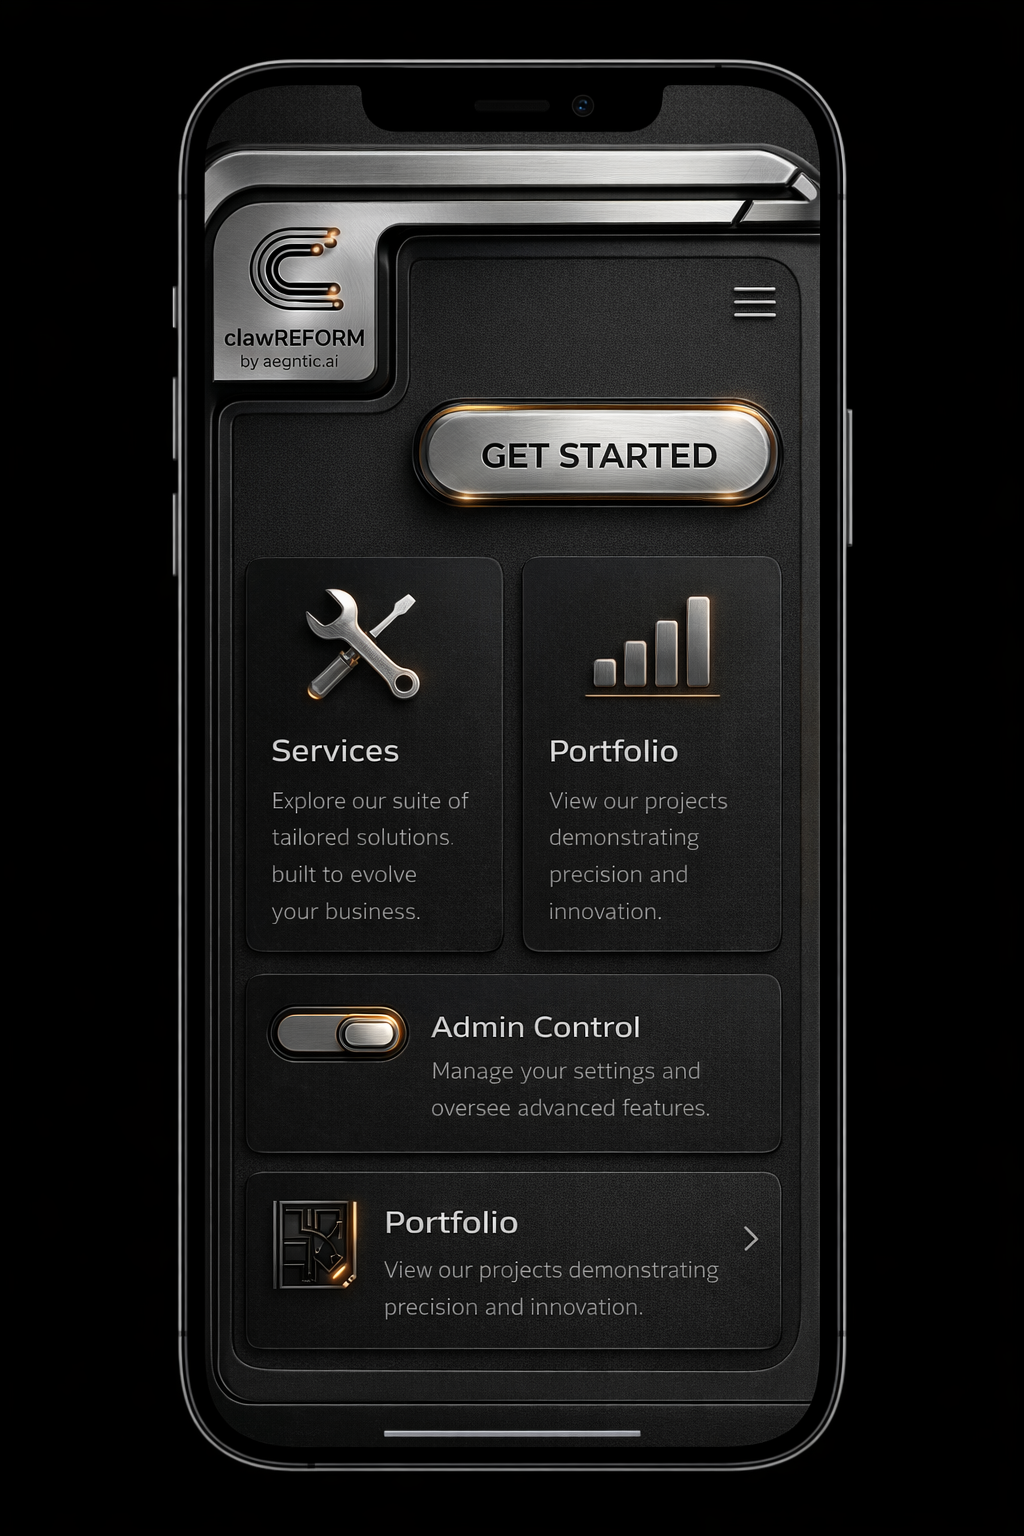 clawREFORM
by aegntic.ai
GET STARTED
Services
Explore our suite of
tailored solutions.
built to evolve
your business.
Portfolio
View our projects
demonstrating
precision and
innovation.
Admin Control
Manage your settings and
oversee advanced features.
Portfolio
View our projects demonstrating
precision and innovation.